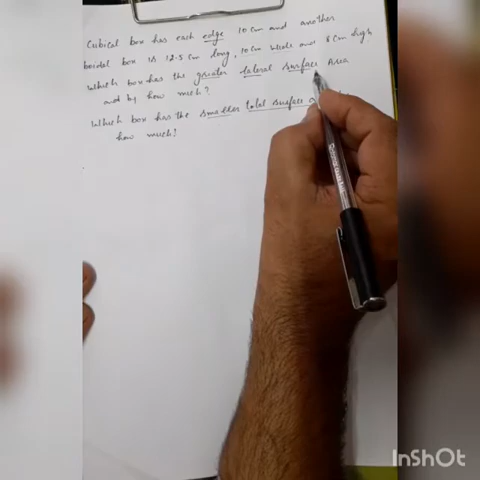 Cubical box has each edge 10 cm and another
boidal box is 12.5 cm long, 10 cm whide and 8 cm high
Which box has the greater lateral surface Area
and by how much?
Which box has the smaller total surface
how much!
InShOt